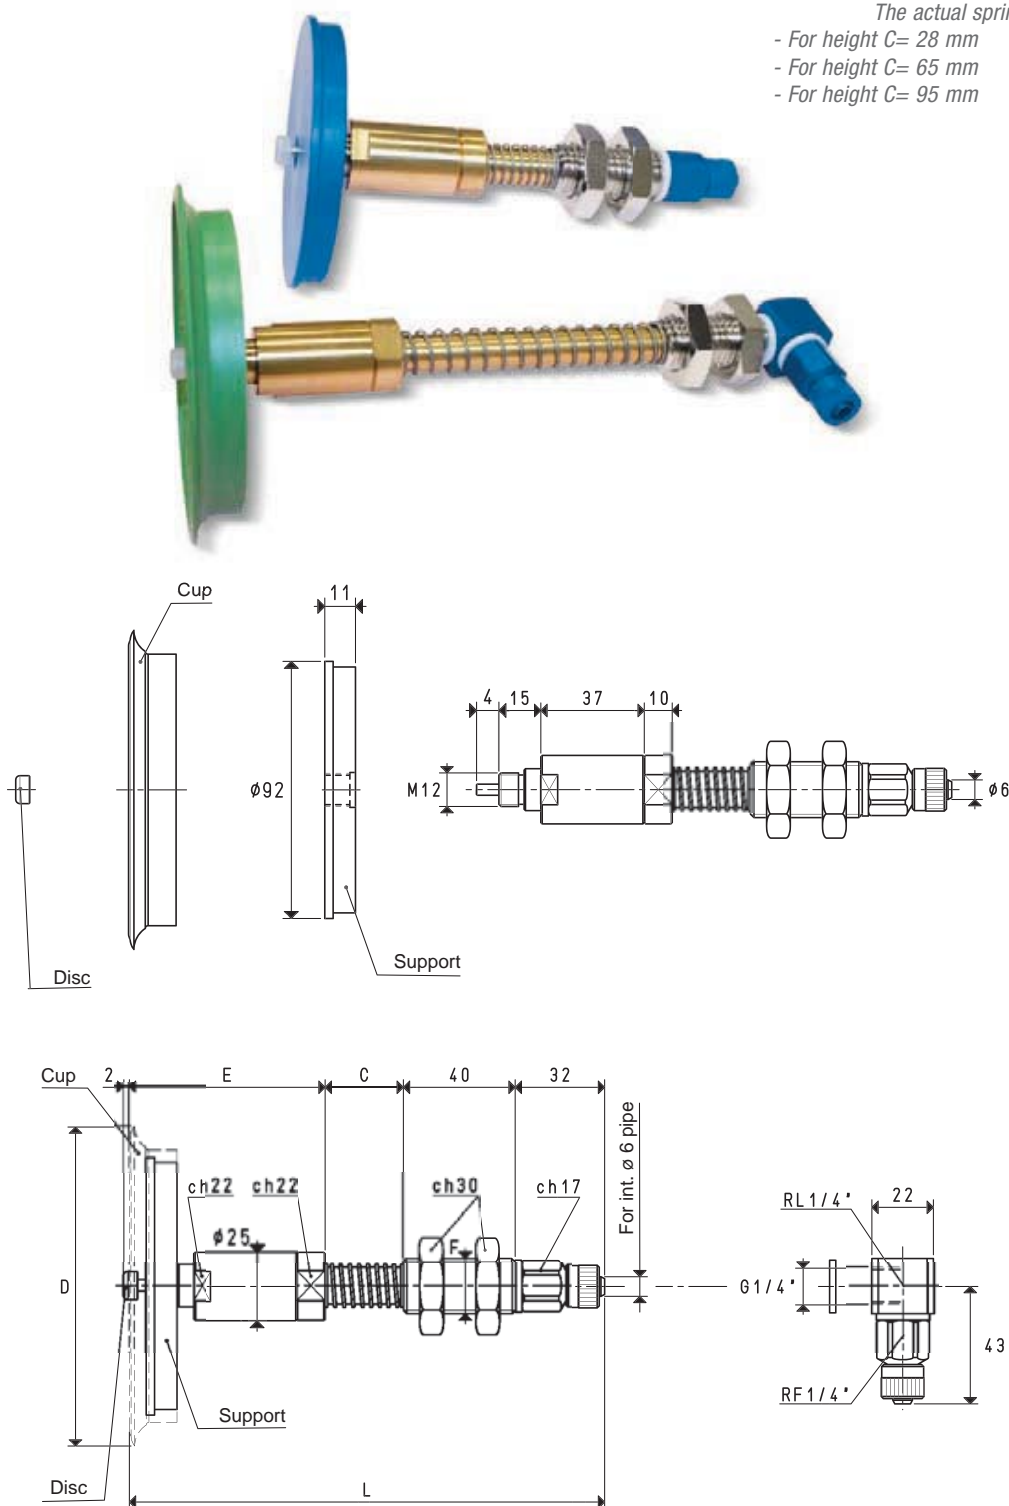 The actual sprin
- For height C= 28 mm
- For height C= 65 mm
- For height C= 95 mm
Cup
11
4 15 37 10
M12
ø92
ø6
Support
Disc
Cup
2 E C 40 32
For int. ø 6 pipe
ch22 ch22 ch30 ch17
ø25
F
D
Support
Disc
L
RL1/4"
22
G1/4"
43
RF1/4"